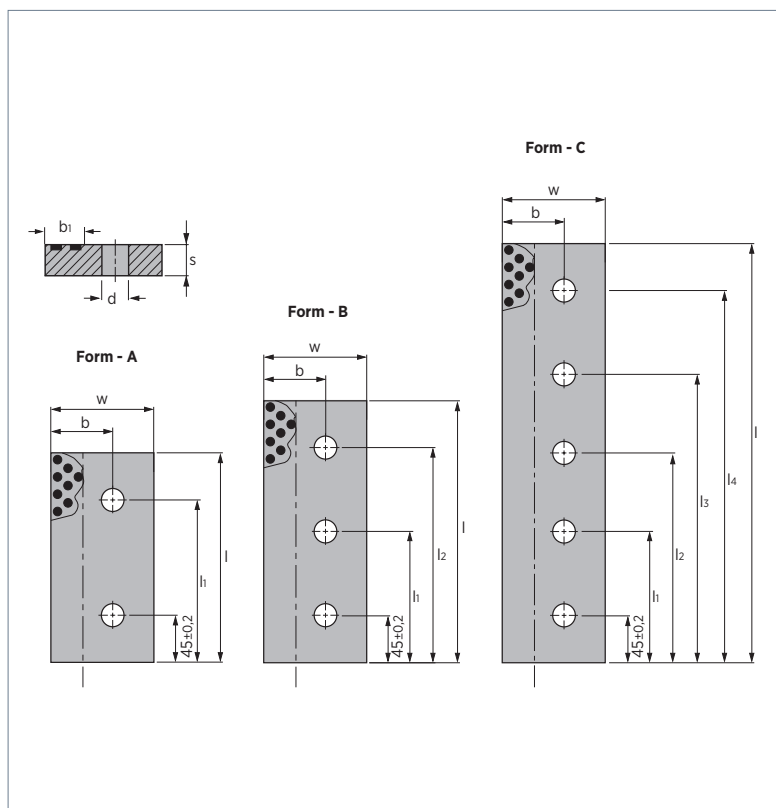 Form - C
w
b
b1
s
d
Form - B
w
b
Form - A
w
b
l1
l
45±0,2
l1
l2
l
45±0,2
l1
l2
l3
l4
l
45±0,2